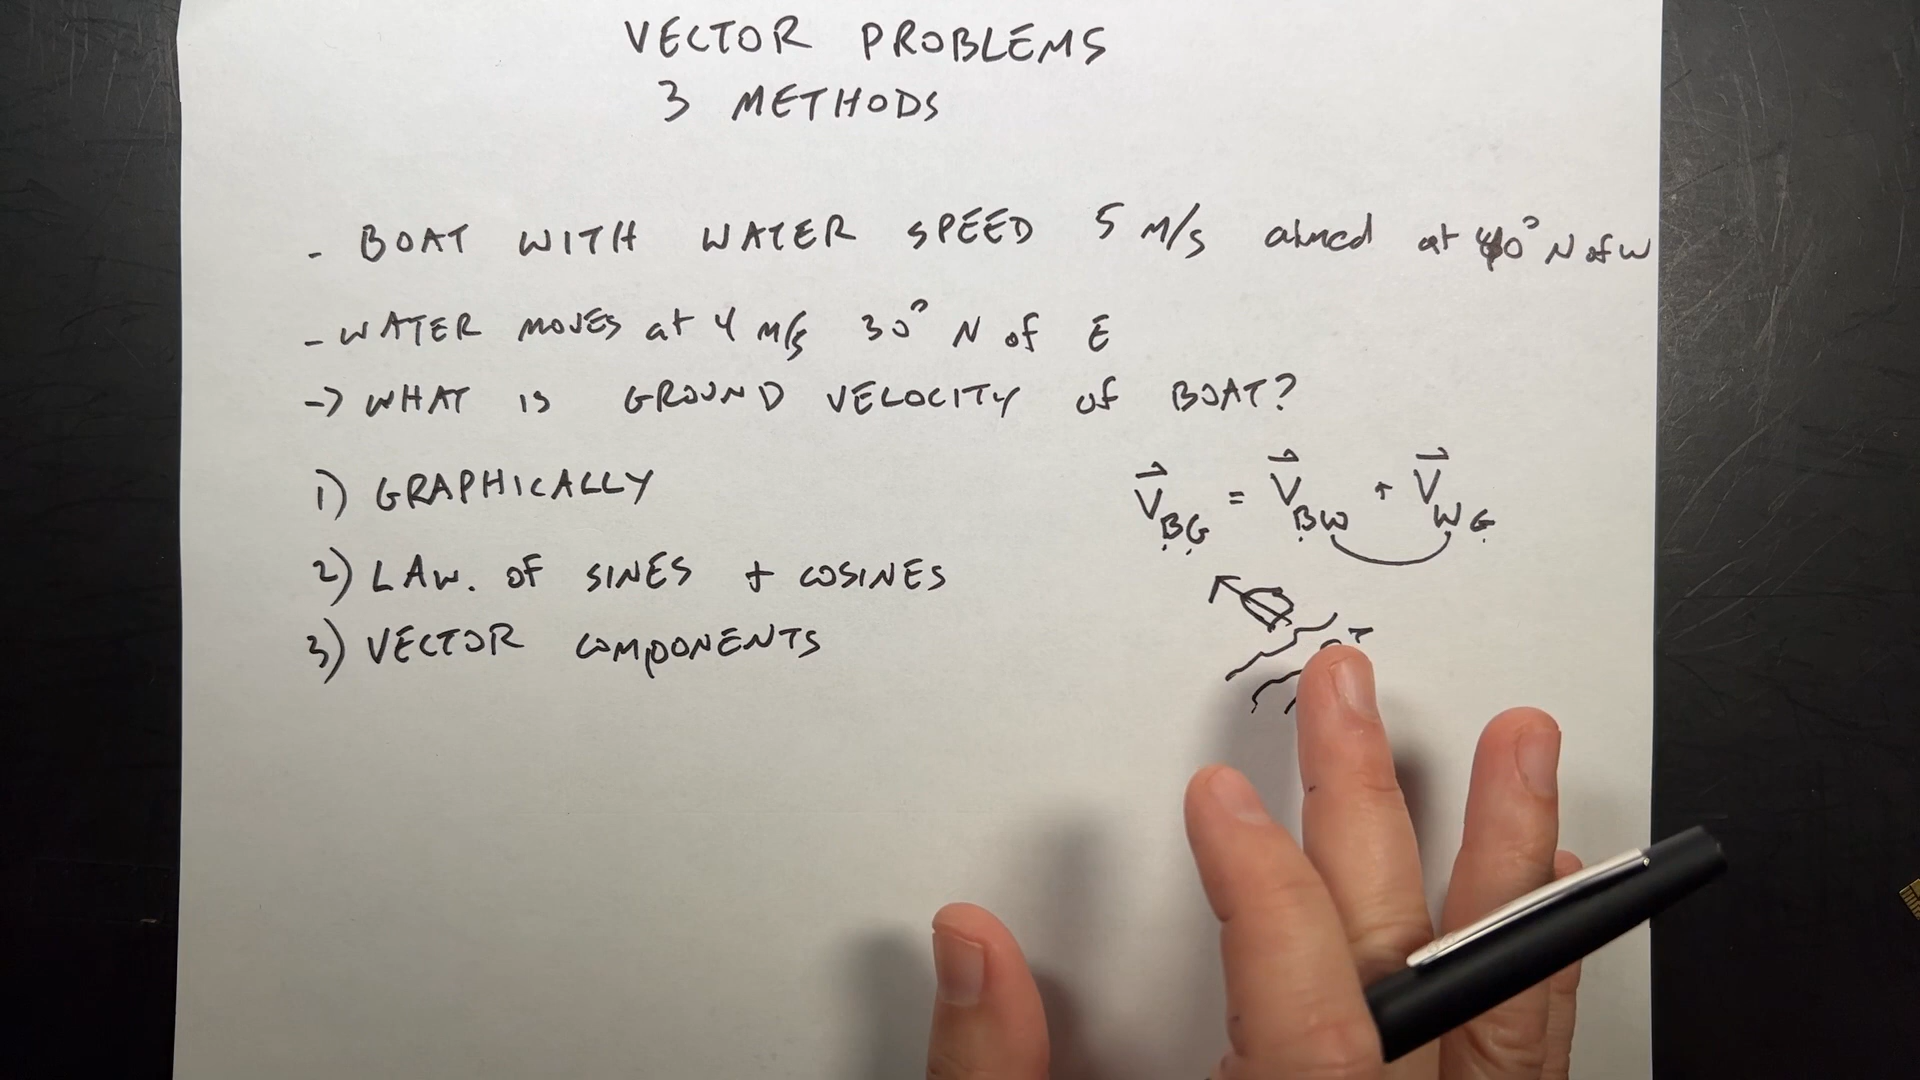 VECTOR PROBLEMS
3 METHODS
- BOAT WITH WATER SPEED 5 M/S aimed at 40° N of W
- WATER MOVES at 4 M/S 30° N of E
-> WHAT IS GROUND VELOCITY of BOAT?
1) GRAPHICALLY
V⃗BG = V⃗BW + V⃗WG
2) LAW. OF SINES + COSINES
3) VECTOR COMPONENTS